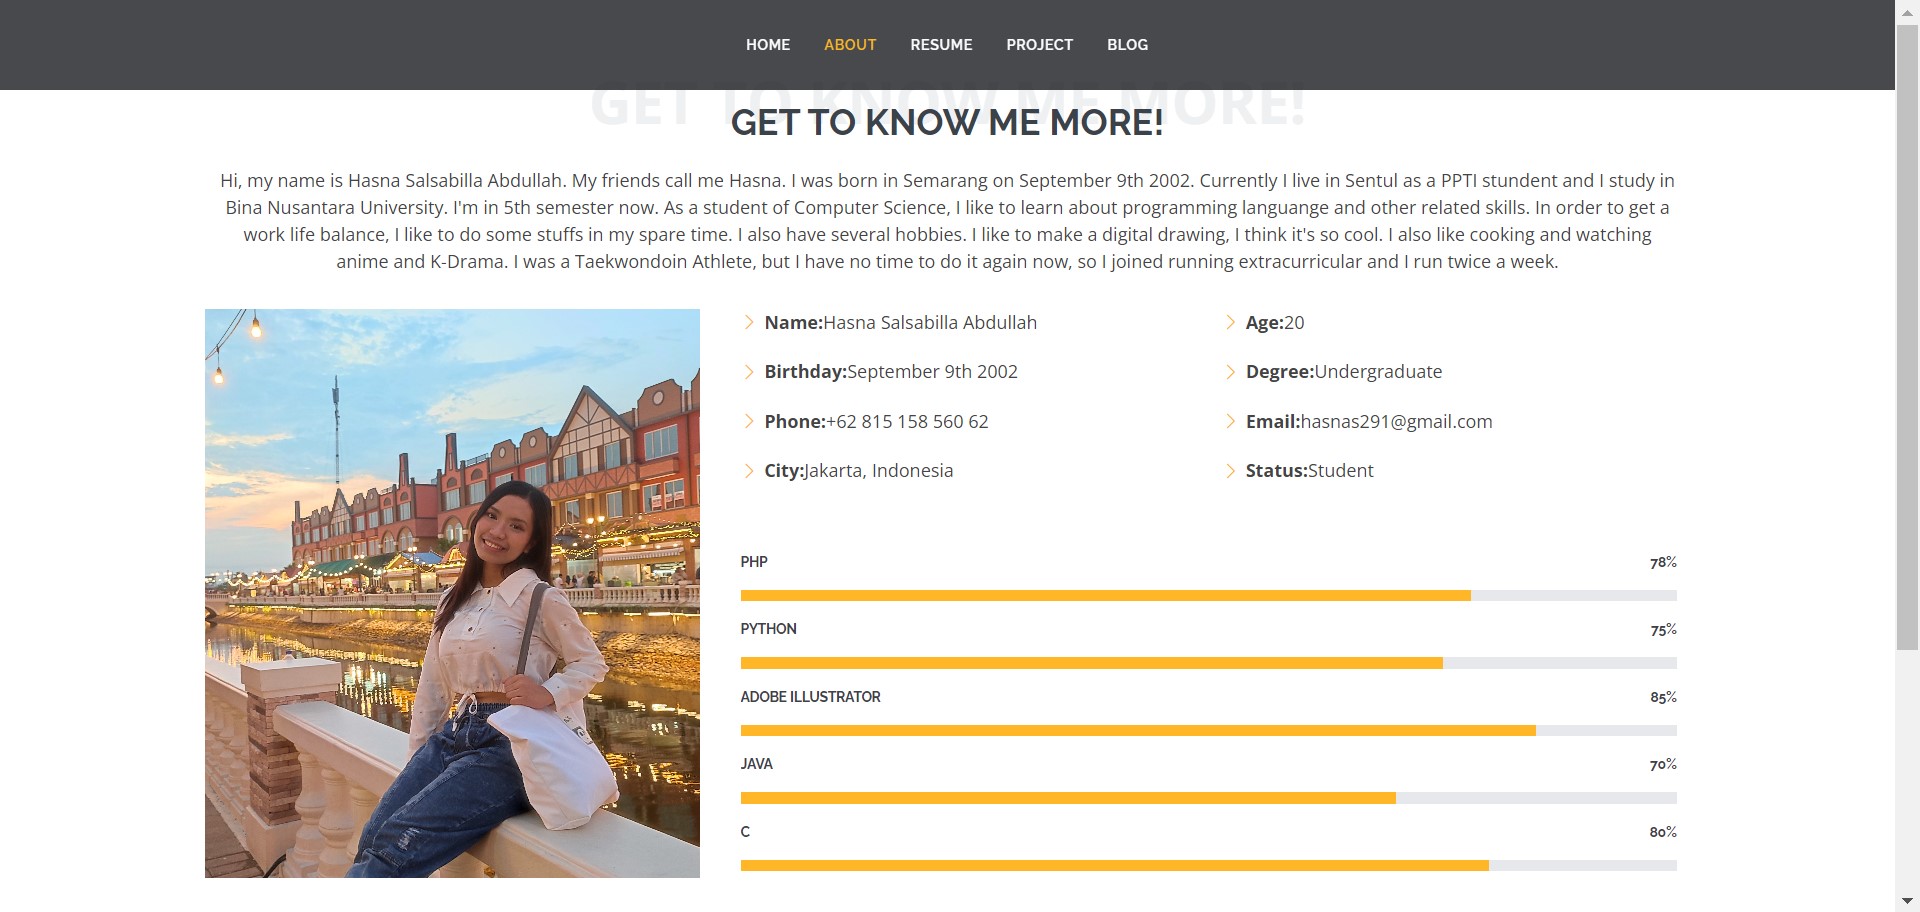 HOME ABOUT RESUME PROJECT BLOG
GET TO KNOW ME MORE!
GET TO KNOW ME MORE!
Hi, my name is Hasna Salsabilla Abdullah. My friends call me Hasna. I was born in Semarang on September 9th 2002. Currently I live in Sentul as a PPTI stundent and I study in
Bina Nusantara University. I'm in 5th semester now. As a student of Computer Science, I like to learn about programming languange and other related skills. In order to get a
work life balance, I like to do some stuffs in my spare time. I also have several hobbies. I like to make a digital drawing, I think it's so cool. I also like cooking and watching
anime and K-Drama. I was a Taekwondoin Athlete, but I have no time to do it again now, so I joined running extracurricular and I run twice a week.
Name:Hasna Salsabilla Abdullah
Birthday:September 9th 2002
Phone:+62 815 158 560 62
City:Jakarta, Indonesia
Age:20
Degree:Undergraduate
Email:hasnas291@gmail.com
Status:Student
PHP 78%
PYTHON 75%
ADOBE ILLUSTRATOR 85%
JAVA 70%
C 80%